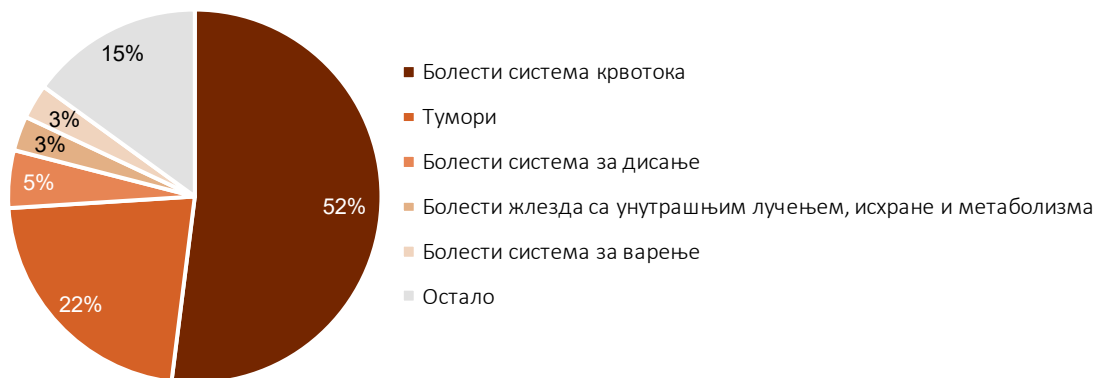 15%
3%
3%
5%
22%
52%
Болести система крвотока
Тумори
Болести система за дисање
Болести жлезда са унутрашњим лучењем, исхране и метаболизма
Болести система за варење
Остало